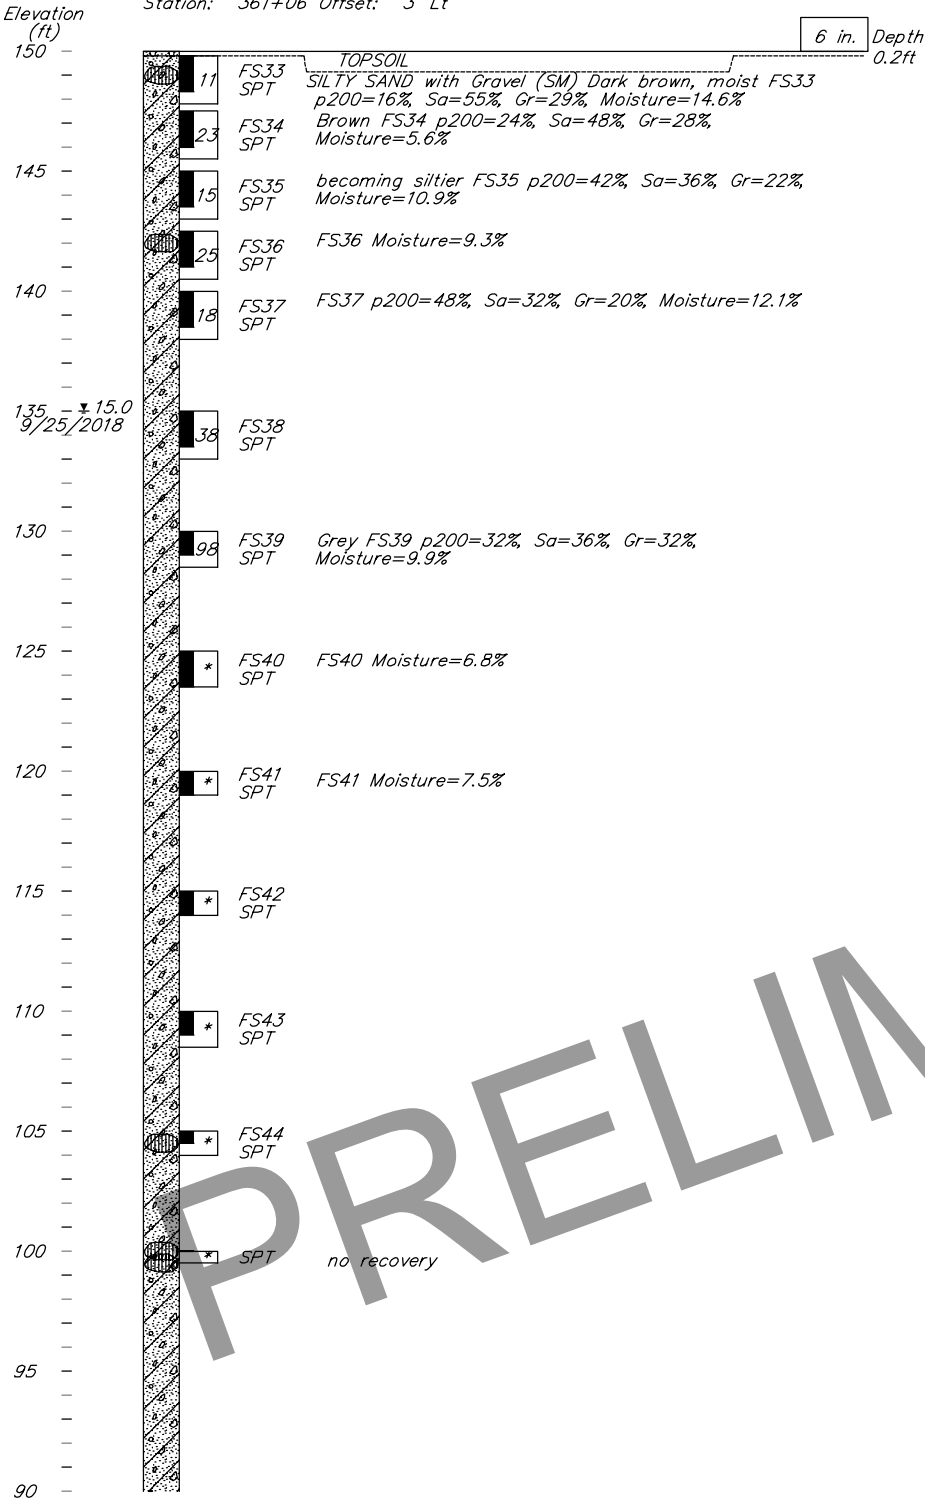 Station: 361+06 Offset: 3' Lt
Elevation
(ft)
6 in. Depth
150
0.2ft
TOPSOIL
11 FS33
SPT
SILTY SAND with Gravel (SM) Dark brown, moist FS33
p200=16%, Sa=55%, Gr=29%, Moisture=14.6%
23 FS34
SPT
Brown FS34 p200=24%, Sa=48%, Gr=28%,
Moisture=5.6%
145
15 FS35
SPT
becoming siltier FS35 p200=42%, Sa=36%, Gr=22%,
Moisture=10.9%
25 FS36
SPT
FS36 Moisture=9.3%
140
18 FS37
SPT
FS37 p200=48%, Sa=32%, Gr=20%, Moisture=12.1%
135 15.0
9/25/2018
38 FS38
SPT
130
98 FS39
SPT
Grey FS39 p200=32%, Sa=36%, Gr=32%,
Moisture=9.9%
125
* FS40
SPT
FS40 Moisture=6.8%
120
* FS41
SPT
FS41 Moisture=7.5%
115
* FS42
SPT
110
* FS43
SPT
105
* FS44
SPT
100
* SPT no recovery
95
90
PRELIM